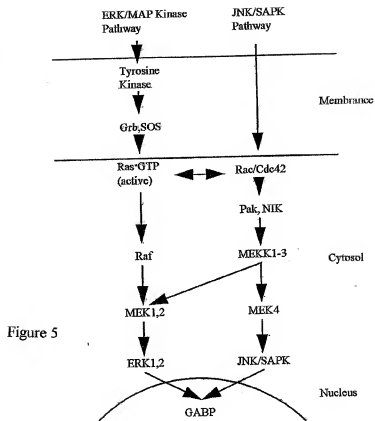 ERK/MAP Kinase
Pathway
JNK/SAPK
Pathway
Tyrosine
Kinase
Membrance
Grb,SOS
Ras•GTP
(active)
Rac/Cdc42
Pak, NIK
Raf
MEKK1-3
Cytosol
MEK1,2
MEK4
Figure 5
ERK1,2
JNK/SAPK
Nucleus
GABP